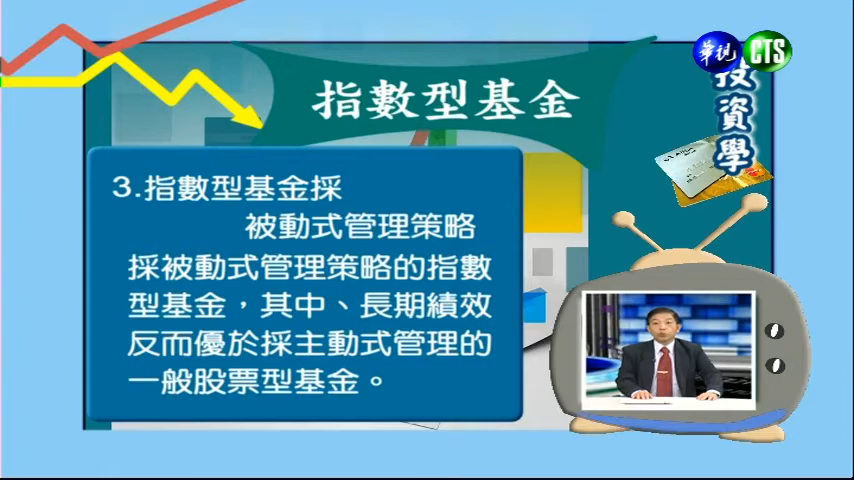 華視 CTS
投資學
指數型基金
3.指數型基金採
被動式管理策略
採被動式管理策略的指數
型基金，其中、長期績效
反而優於採主動式管理的
一般股票型基金。